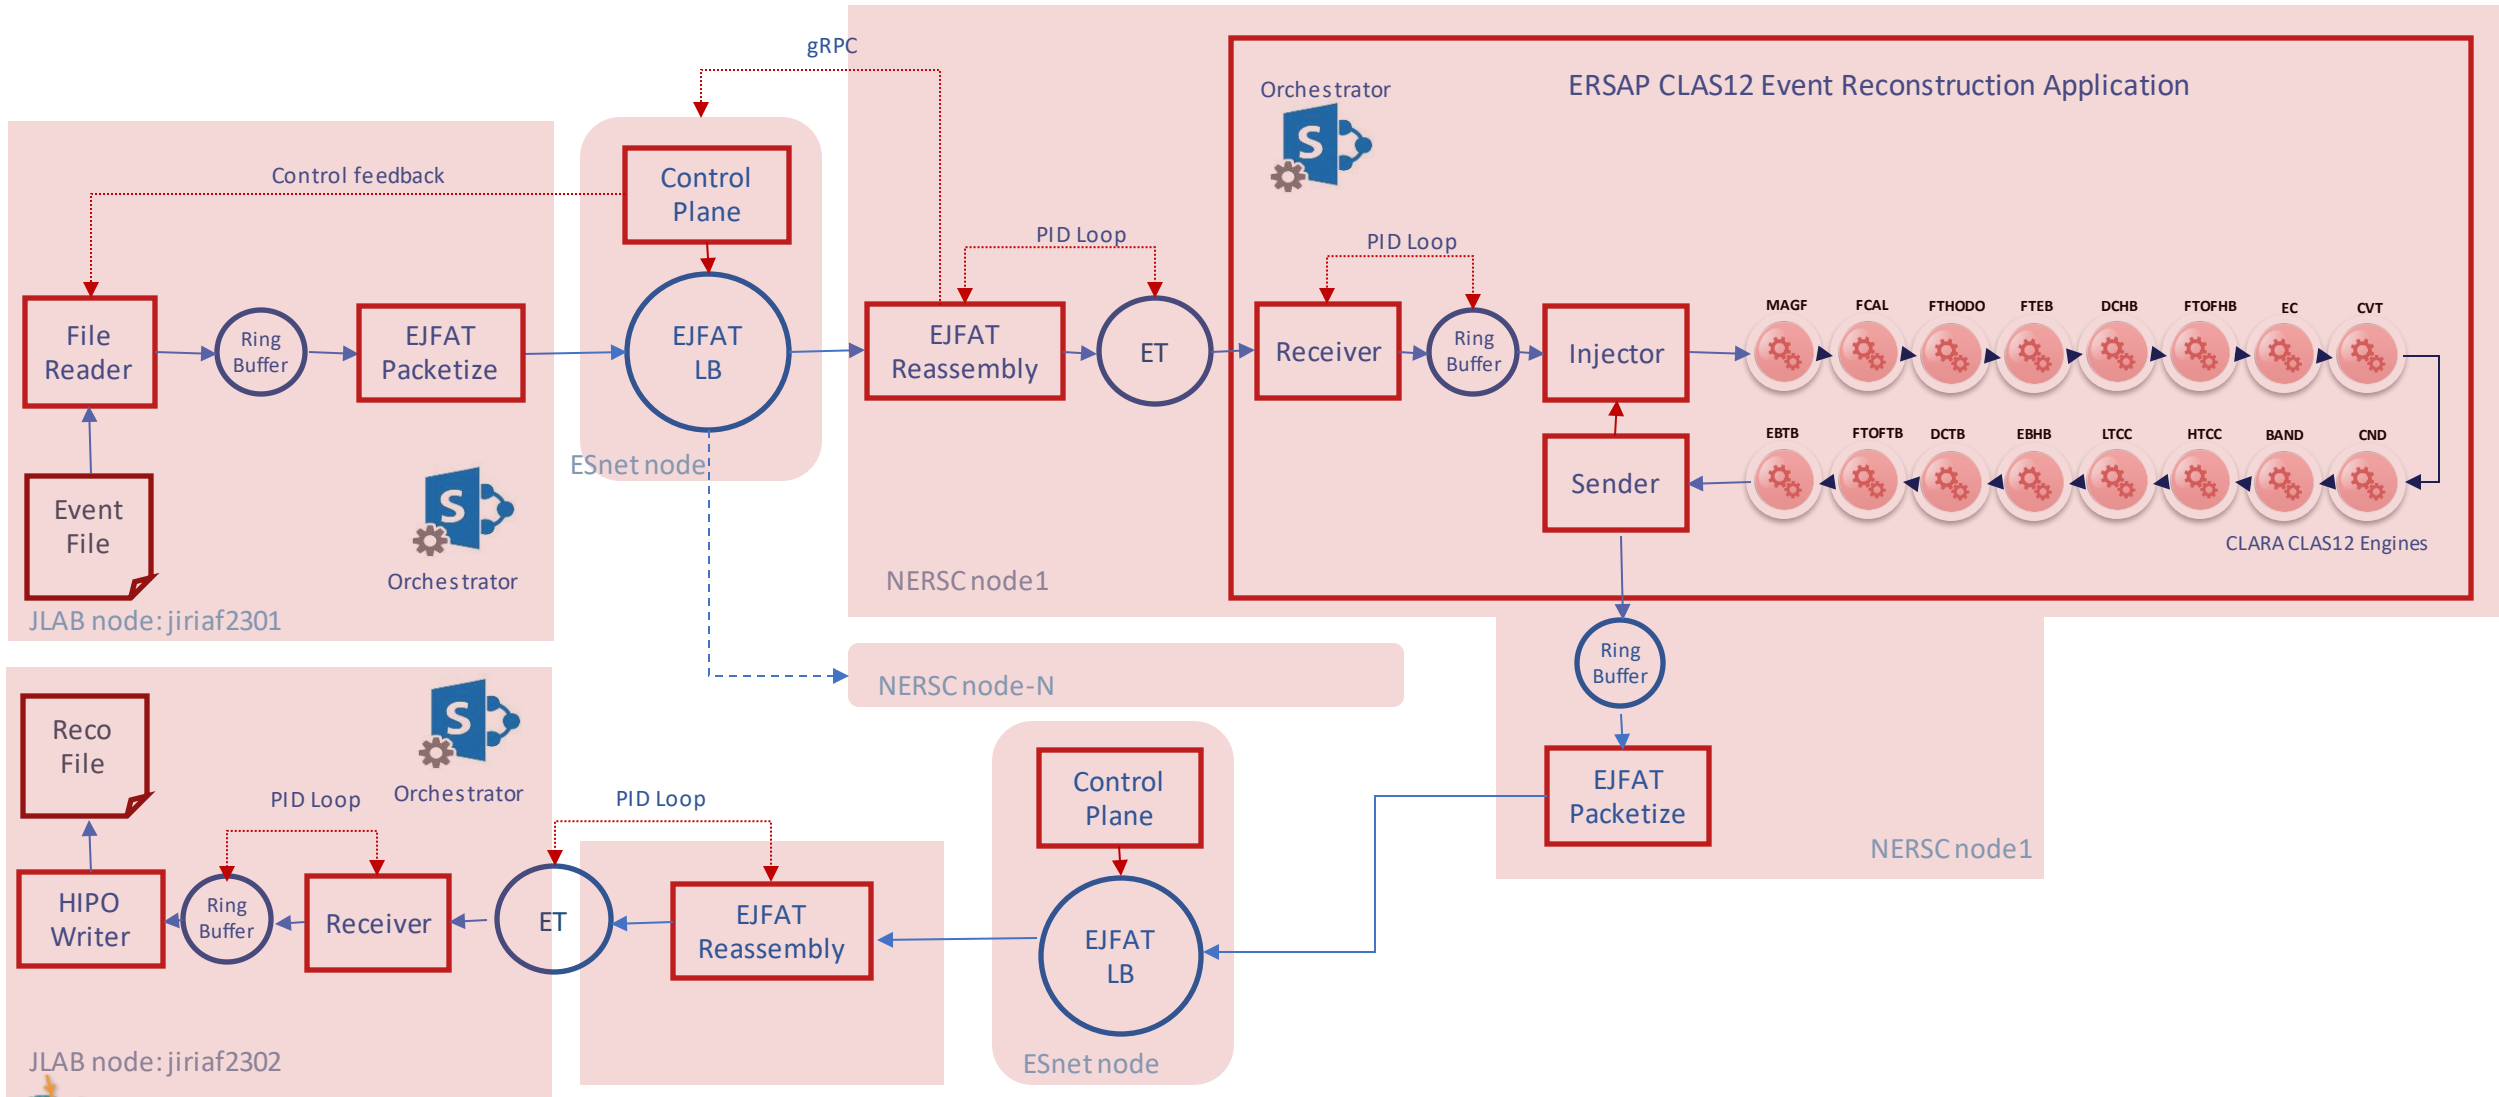 gRPC
ERSAP CLAS12 Event Reconstruction Application
Orchestrator
Control feedback
Control
Plane
PID Loop
PID Loop
File
Reader
Ring
Buffer
EJFAT
Packetize
EJFAT
LB
EJFAT
Reassembly
ET
Receiver
Ring
Buffer
Injector
MAGF
FCAL
FTHODO
FTEB
DCHB
FTOFHB
EC
CVT
Event
File
S
Orchestrator
JLAB node: jiriaf2301
ESnet node
S
Sender
EBTB
FTOFTB
DCTB
EBHB
LTCC
HTCC
BAND
CND
CLARA CLAS12 Engines
NERSC node1
NERSC node-N
Ring
Buffer
EJFAT
Packetize
NERSC node1
Reco
File
S
Orchestrator
PID Loop
PID Loop
Control
Plane
HIPO
Writer
Ring
Buffer
Receiver
ET
EJFAT
Reassembly
EJFAT
LB
JLAB node: jiriaf2302
ESnet node